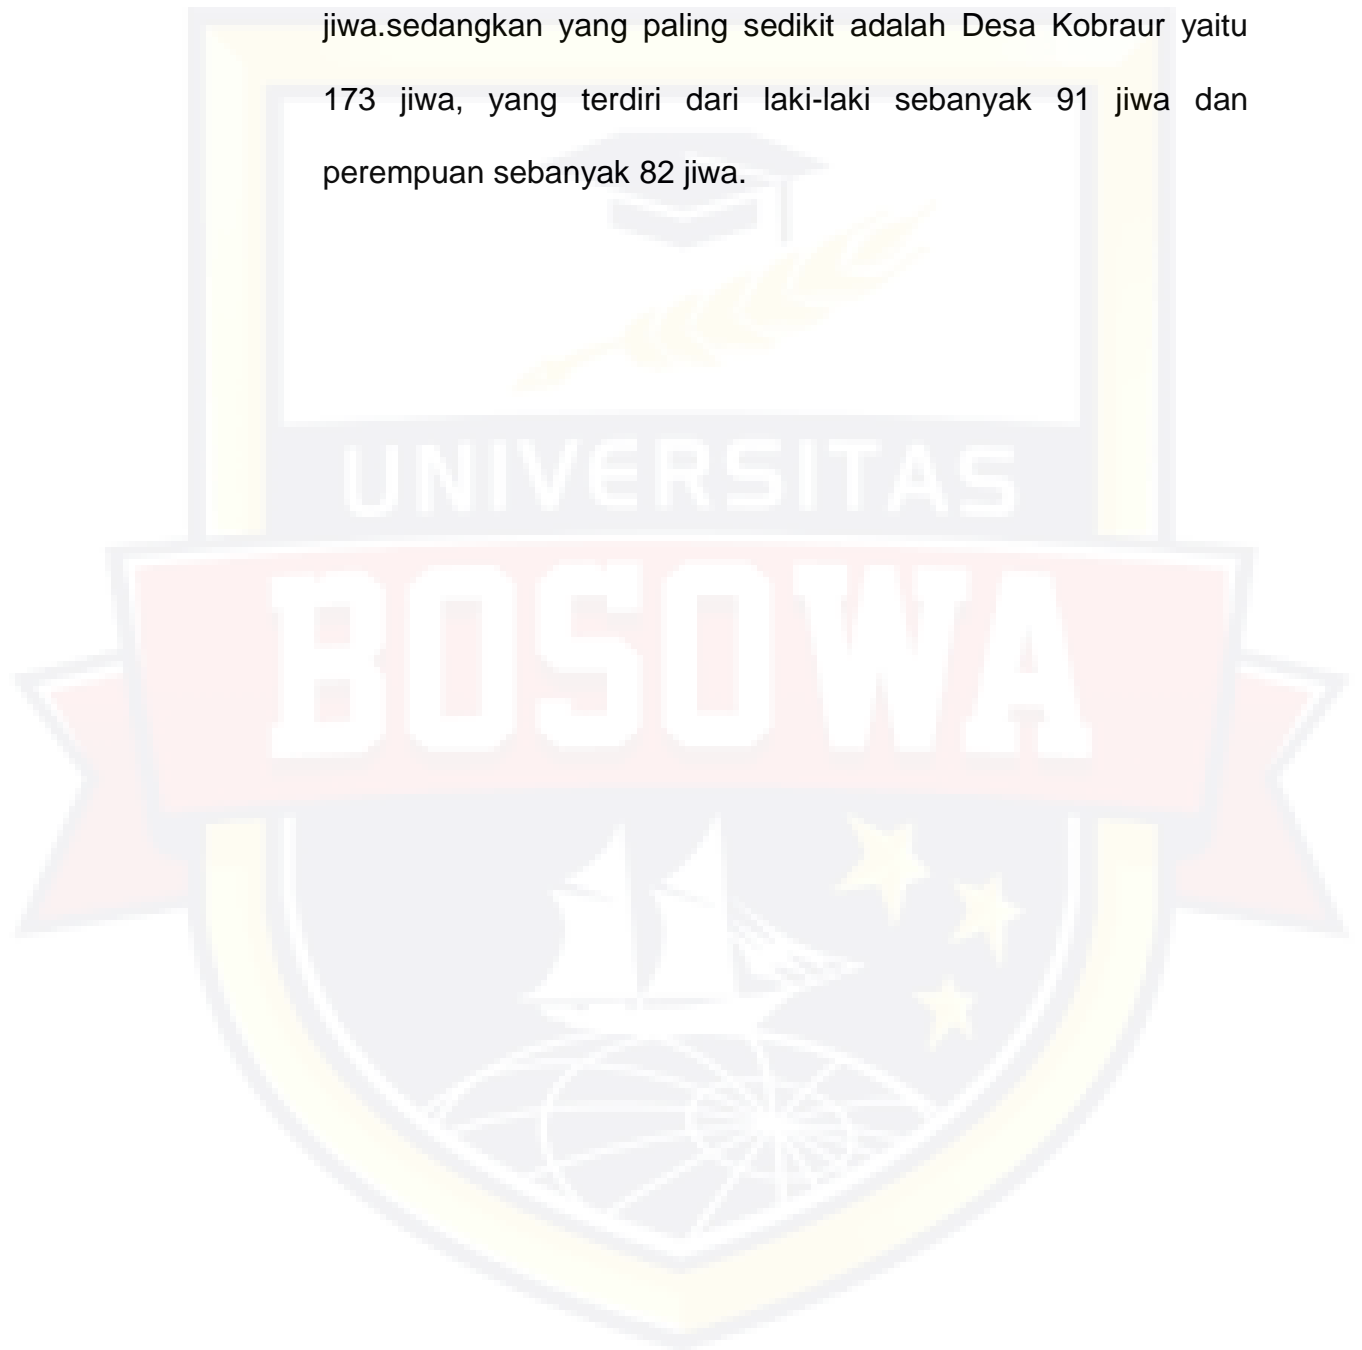 jiwa.sedangkan yang paling sedikit adalah Desa Kobraur yaitu
173 jiwa, yang terdiri dari laki-laki sebanyak 91 jiwa dan
perempuan sebanyak 82 jiwa.
UNIVERSITAS
BOSOWA